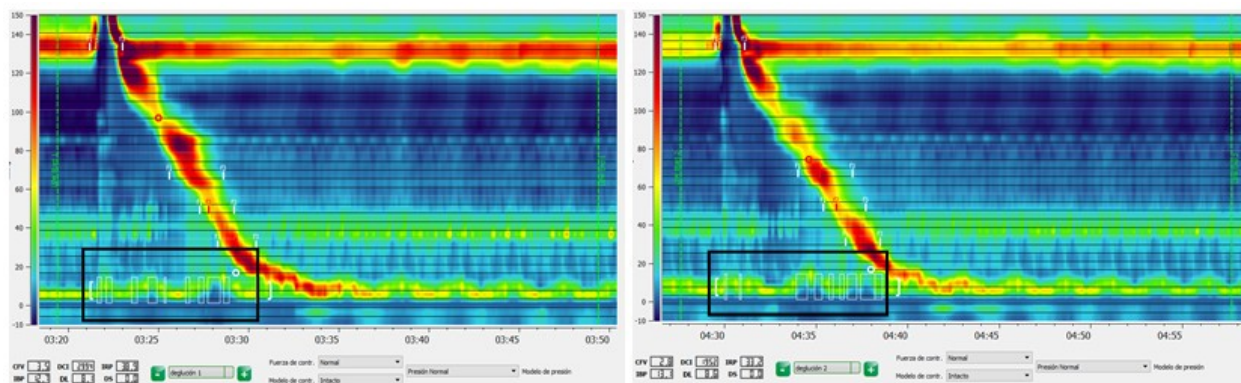 150
140
120
100
80
60
40
20
0
-10
03:20
03:25
03:30
03:35
03:40
03:45
03:50
CFV DCI IRP
IBP DL DS
deglución 1
Fuerza de contr. Normal
Modelo de contr. Intacto
Presión Normal Modelo de presión
150
140
120
100
80
60
40
20
0
-10
04:30
04:35
04:40
04:45
04:50
04:55
CFV DCI IRP
IBP DL DS
deglución 2
Fuerza de contr. Normal
Modelo de contr. Intacto
Presión Normal Modelo de presión